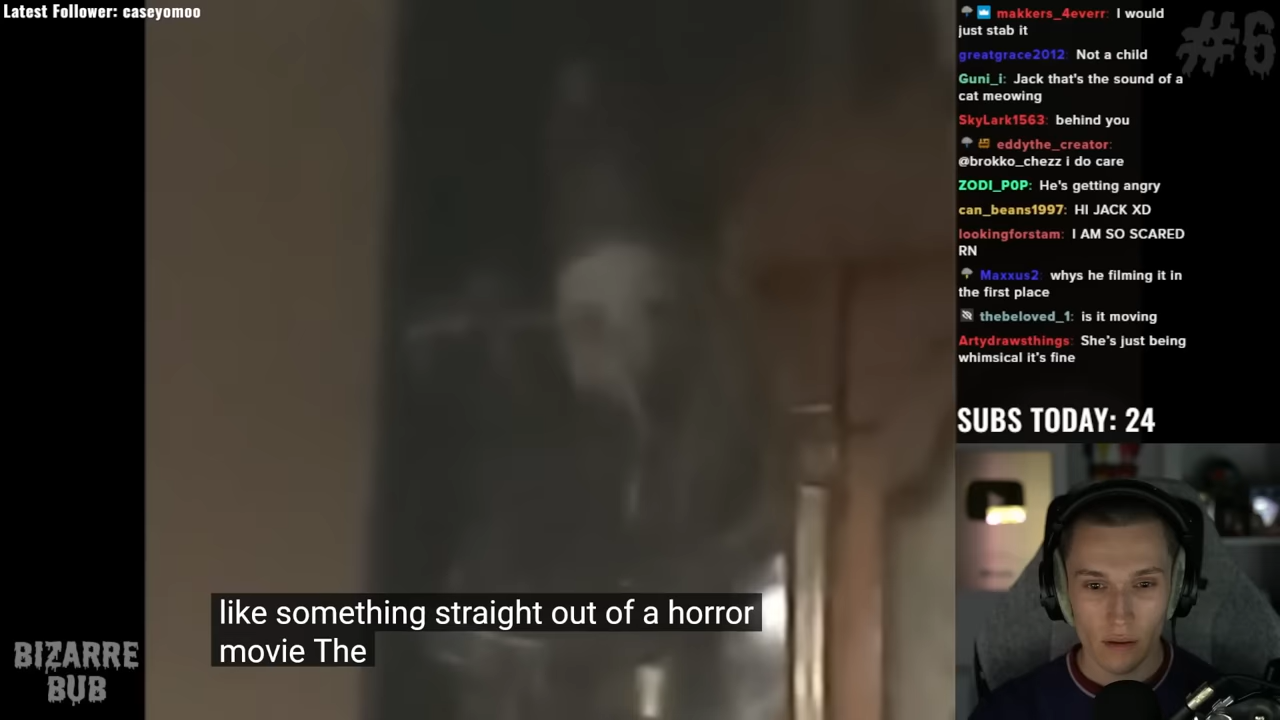 Latest Follower: caseyomoo
#6
makkers_4everr: I would
just stab it
greatgrace2012: Not a child
Guni_i: Jack that's the sound of a
cat meowing
SkyLark1563: behind you
eddythe_creator:
@brokko_chezz i do care
ZODI_P0P: He's getting angry
can_beans1997: HI JACK XD
lookingforstam: I AM SO SCARED
RN
Maxxus2: whys he filming it in
the first place
thebeloved_1: is it moving
Artydrawsthings: She's just being
whimsical it's fine
SUBS TODAY: 24
like something straight out of a horror
movie The
BIZARRE
BUB